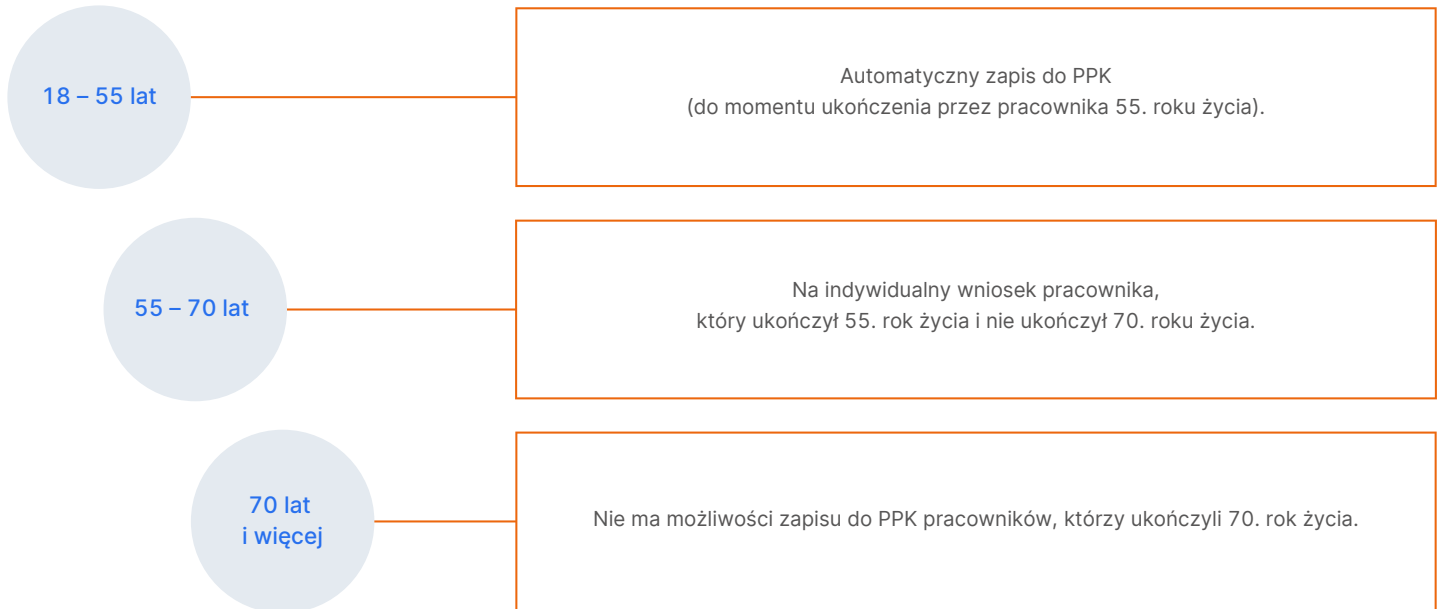 18 – 55 lat
Automatyczny zapis do PPK
(do momentu ukończenia przez pracownika 55. roku życia).
55 – 70 lat
Na indywidualny wniosek pracownika,
który ukończył 55. rok życia i nie ukończył 70. roku życia.
70 lat
i więcej
Nie ma możliwości zapisu do PPK pracowników, którzy ukończyli 70. rok życia.